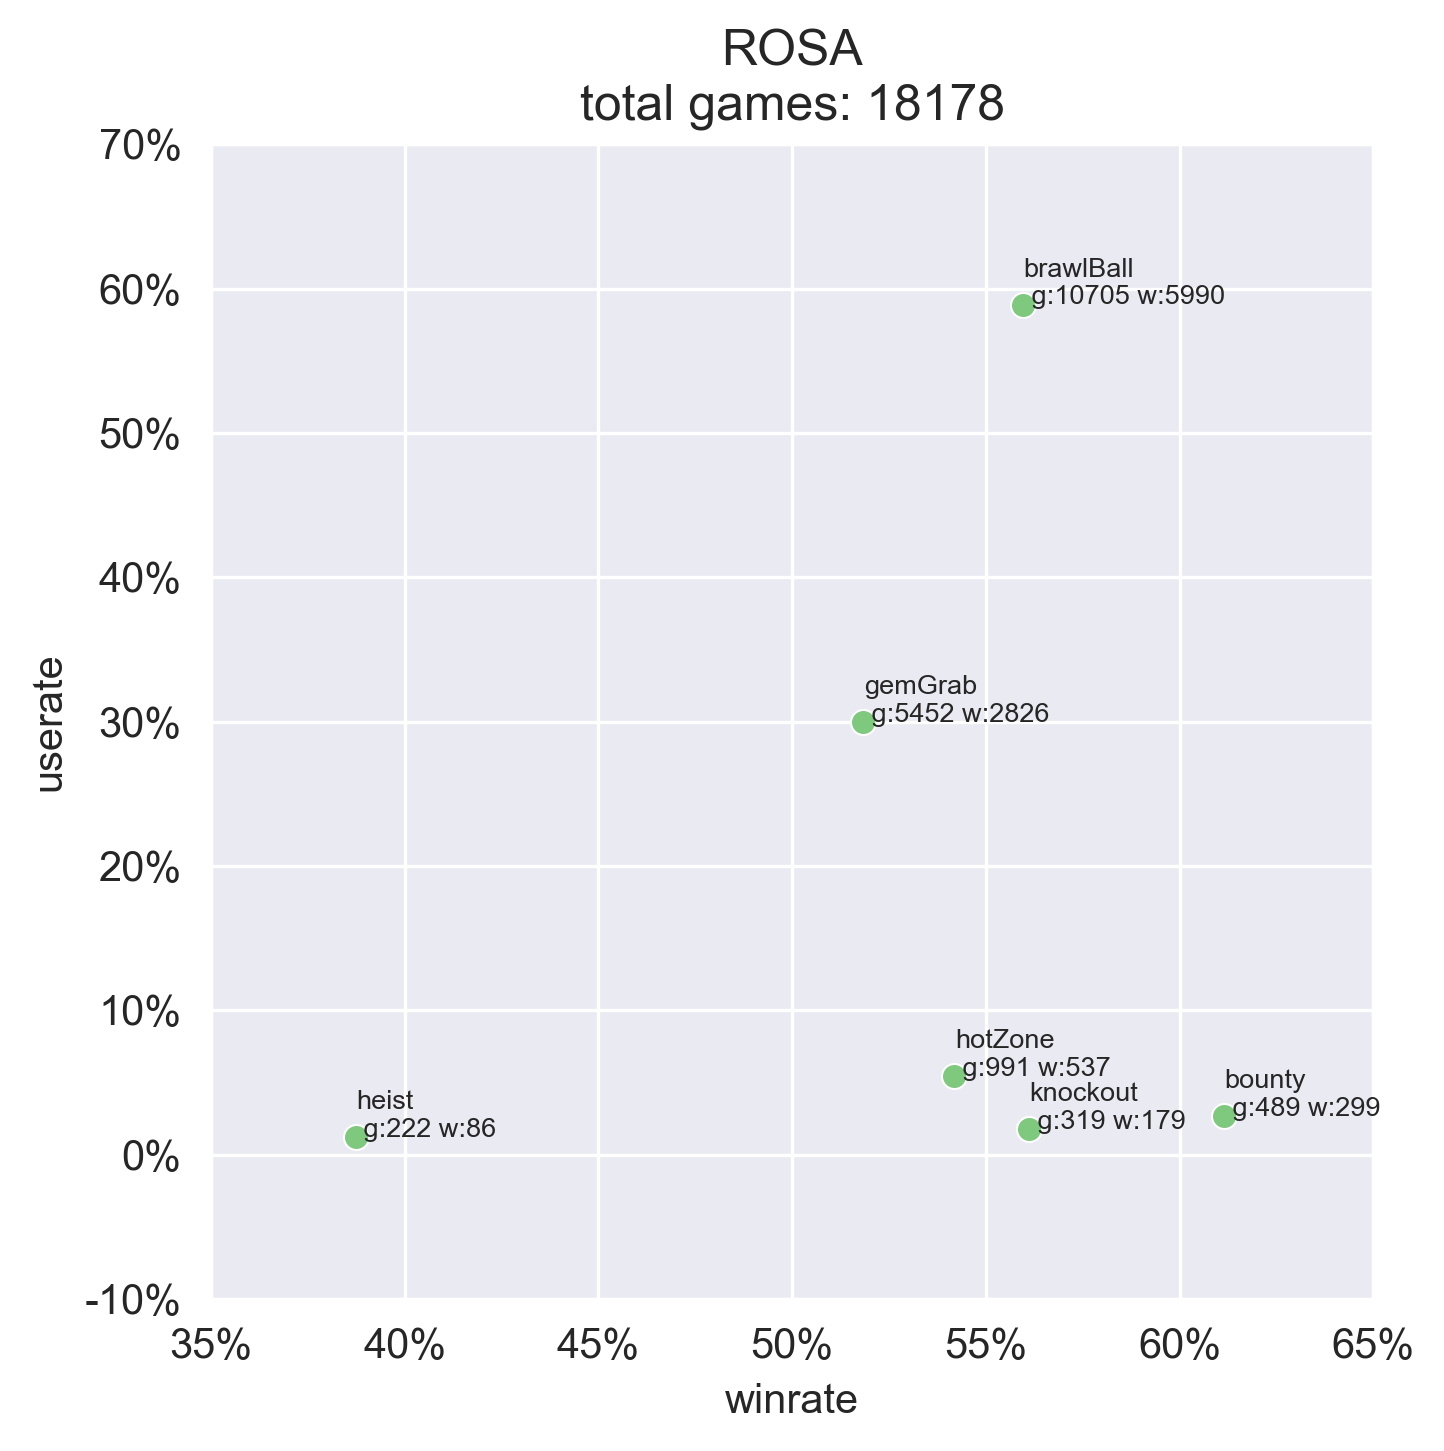 ROSA
total games: 18178
70%
60%
50%
40%
30%
20%
10%
0%
-10%
userate
brawlBall
g:10705 w:5990
gemGrab
g:5452 w:2826
hotZone
g:991 w:537
knockout
g:319 w:179
bounty
g:489 w:299
heist
g:222 w:86
35% 40% 45% 50% 55% 60% 65%
winrate